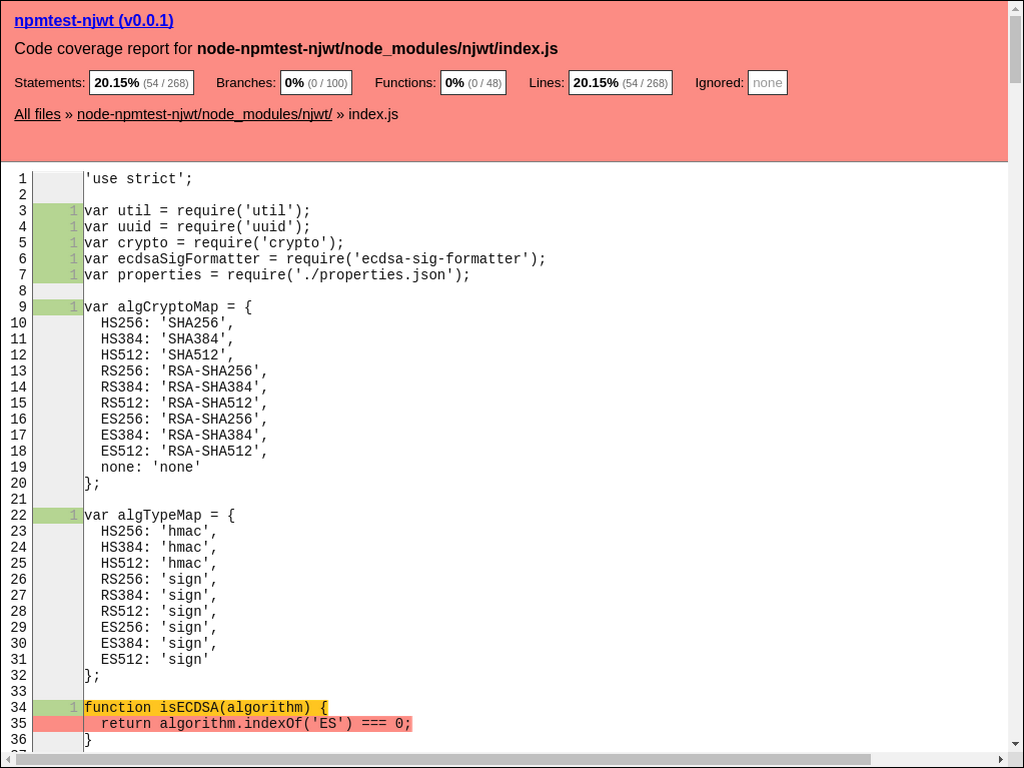 npmtest-njwt (v0.0.1)
Code coverage report for node-npmtest-njwt/node_modules/njwt/index.js
Statements: 20.15% (54 / 268) Branches: 0% (0 / 100) Functions: 0% (0 / 48) Lines: 20.15% (54 / 268) Ignored: none
All files » node-npmtest-njwt/node_modules/njwt/ » index.js
1 'use strict';
2
3 1 var util = require('util');
4 1 var uuid = require('uuid');
5 1 var crypto = require('crypto');
6 1 var ecdsaSigFormatter = require('ecdsa-sig-formatter');
7 1 var properties = require('./properties.json');
8
9 1 var algCryptoMap = {
10 HS256: 'SHA256',
11 HS384: 'SHA384',
12 HS512: 'SHA512',
13 RS256: 'RSA-SHA256',
14 RS384: 'RSA-SHA384',
15 RS512: 'RSA-SHA512',
16 ES256: 'RSA-SHA256',
17 ES384: 'RSA-SHA384',
18 ES512: 'RSA-SHA512',
19 none: 'none'
20 };
21
22 1 var algTypeMap = {
23 HS256: 'hmac',
24 HS384: 'hmac',
25 HS512: 'hmac',
26 RS256: 'sign',
27 RS384: 'sign',
28 RS512: 'sign',
29 ES256: 'sign',
30 ES384: 'sign',
31 ES512: 'sign'
32 };
33
34 1 function isECDSA(algorithm) {
35 return algorithm.indexOf('ES') === 0;
36 }